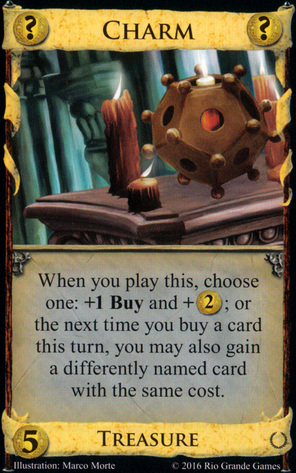 ? CHARM ?
When you play this, choose
one: +1 Buy and +2; or
the next time you buy a card
this turn, you may also gain
a differently named card
with the same cost.
5 TREASURE
Illustration: Marco Morte © 2016 Rio Grande Games